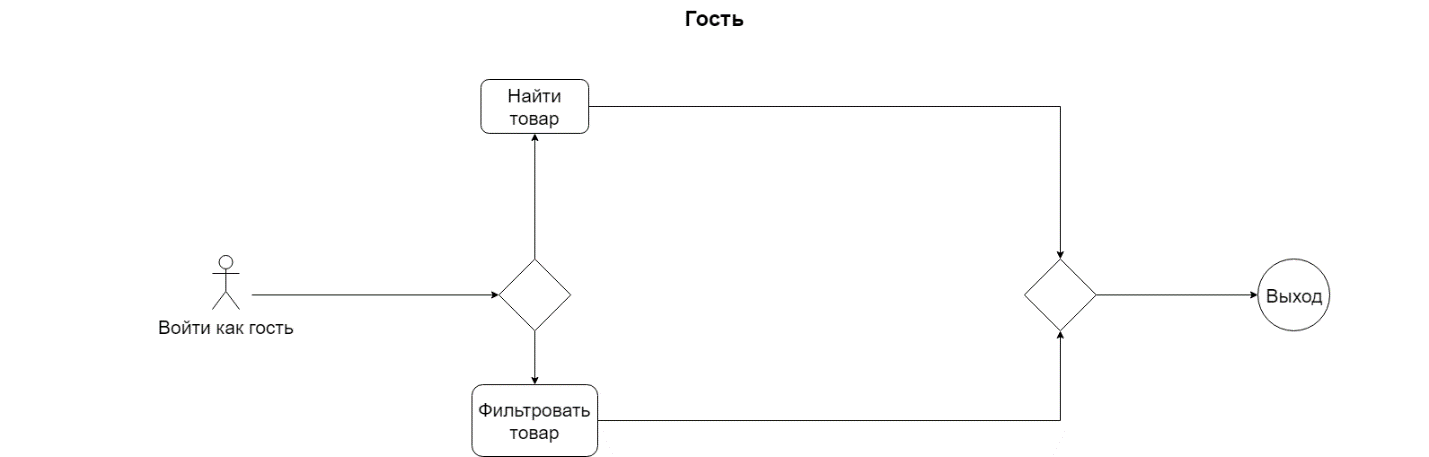 Гость
Найти
товар
Войти как гость
Выход
Фильтровать
товар